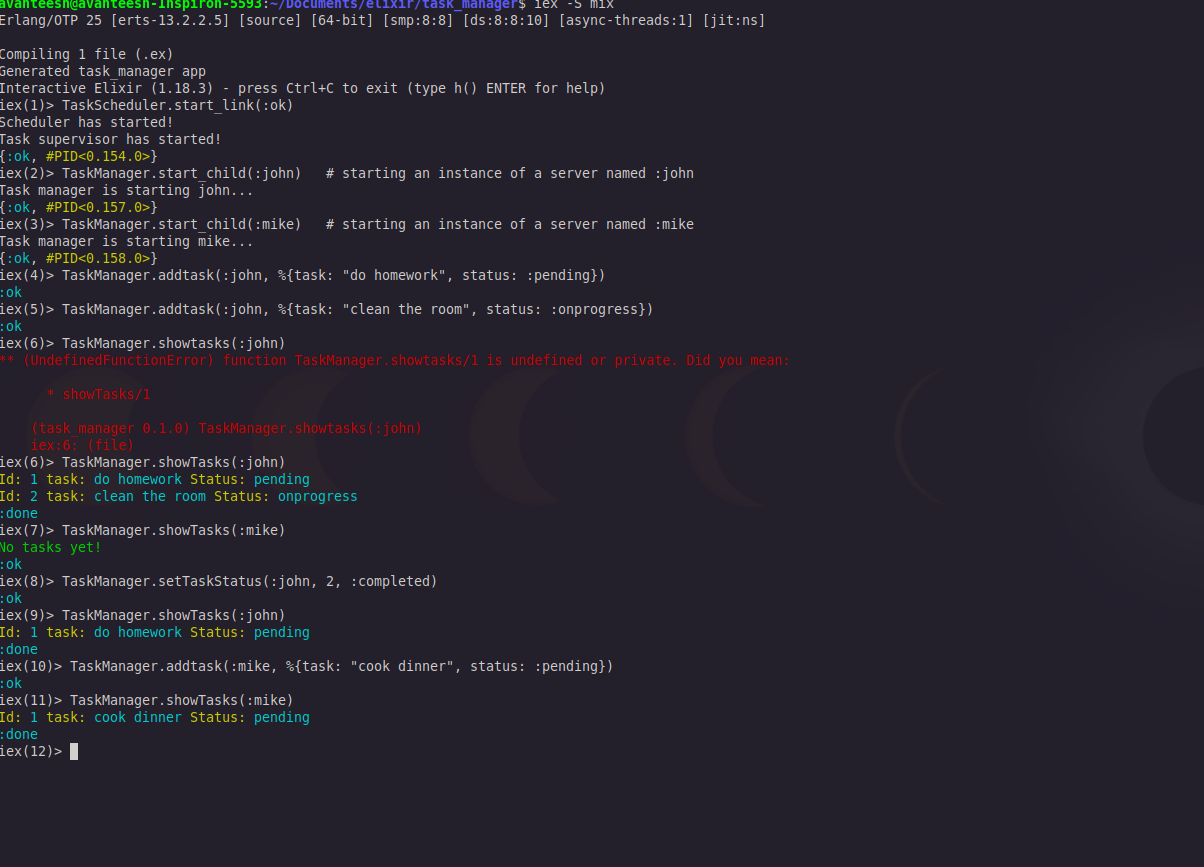 avanteesh@avanteesh-Inspiron-5593:~/Documents/elixir/task_manager$ iex -S mix
Erlang/OTP 25 [erts-13.2.2.5] [source] [64-bit] [smp:8:8] [ds:8:8:10] [async-threads:1] [jit:ns]
Compiling 1 file (.ex)
Generated task_manager app
Interactive Elixir (1.18.3) - press Ctrl+C to exit (type h() ENTER for help)
iex(1)> TaskScheduler.start_link(:ok)
Scheduler has started!
Task supervisor has started!
{:ok, #PID<0.154.0>}
iex(2)> TaskManager.start_child(:john)   # starting an instance of a server named :john
Task manager is starting john...
{:ok, #PID<0.157.0>}
iex(3)> TaskManager.start_child(:mike)   # starting an instance of a server named :mike
Task manager is starting mike...
{:ok, #PID<0.158.0>}
iex(4)> TaskManager.addtask(:john, %{task: "do homework", status: :pending})
:ok
iex(5)> TaskManager.addtask(:john, %{task: "clean the room", status: :onprogress})
:ok
iex(6)> TaskManager.showtasks(:john)
** (UndefinedFunctionError) function TaskManager.showtasks/1 is undefined or private. Did you mean:
* showTasks/1
(task_manager 0.1.0) TaskManager.showtasks(:john)
iex:6: (file)
iex(6)> TaskManager.showTasks(:john)
Id: 1 task: do homework Status: pending
Id: 2 task: clean the room Status: onprogress
:done
iex(7)> TaskManager.showTasks(:mike)
No tasks yet!
:ok
iex(8)> TaskManager.setTaskStatus(:john, 2, :completed)
:ok
iex(9)> TaskManager.showTasks(:john)
Id: 1 task: do homework Status: pending
:done
iex(10)> TaskManager.addtask(:mike, %{task: "cook dinner", status: :pending})
:ok
iex(11)> TaskManager.showTasks(:mike)
Id: 1 task: cook dinner Status: pending
:done
iex(12)>